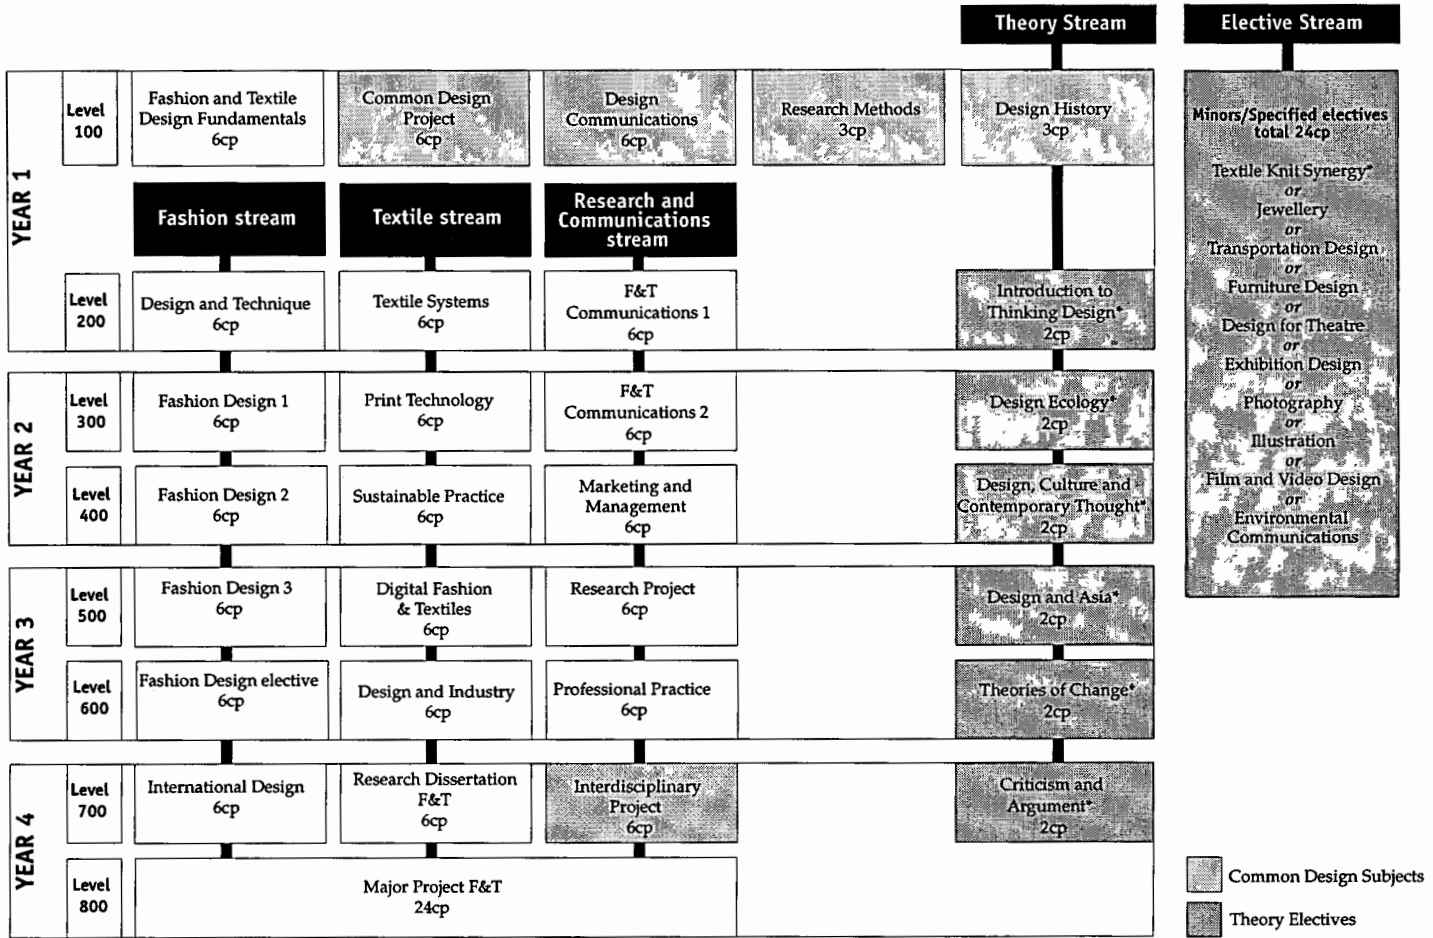 Theory Stream
Elective Stream
YEAR 1
Level
100
Fashion and Textile
Design Fundamentals
6cp
Common Design
Project
6cp
Design
Communications
6cp
Research Methods
3cp
Design History
3cp
Fashion stream
Textile stream
Research and
Communications
stream
Level
200
Design and Technique
6cp
Textile Systems
6cp
F&T
Communications 1
6cp
Introduction to
Thinking Design*
2cp
YEAR 2
Level
300
Fashion Design 1
6cp
Print Technology
6cp
F&T
Communications 2
6cp
Design Ecology*
2cp
Level
400
Fashion Design 2
6cp
Sustainable Practice
6cp
Marketing and
Management
6cp
Design, Culture and
Contemporary Thought*
2cp
YEAR 3
Level
500
Fashion Design 3
6cp
Digital Fashion
& Textiles
6cp
Research Project
6cp
Design and Asia*
2cp
Level
600
Fashion Design elective
6cp
Design and Industry
6cp
Professional Practice
6cp
Theories of Change*
2cp
YEAR 4
Level
700
International Design
6cp
Research Dissertation
F&T
6cp
Interdisciplinary
Project
6cp
Criticism and
Argument*
2cp
Level
800
Major Project F&T
24cp
Minors/Specified electives
total 24cp
Textile Knit Synergy*
or
Jewellery
or
Transportation Design
or
Furniture Design
or
Design for Theatre
or
Exhibition Design
or
Photography
or
Illustration
or
Film and Video Design
or
Environmental
Communications
Common Design Subjects
Theory Electives